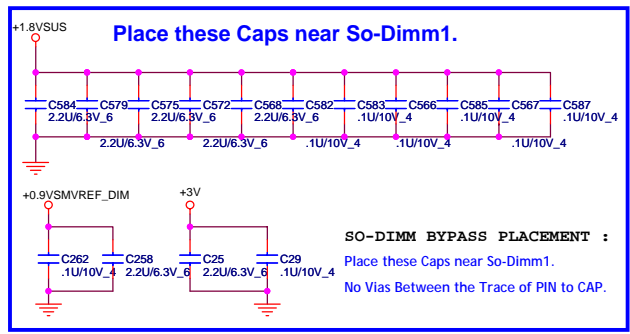 +1.8VSUS
Place these Caps near So-Dimm1.
C584 C579 C575 C572 C568 C582 C583 C566 C585 C567 C587
2.2U/6.3V_6 2.2U/6.3V_6 2.2U/6.3V_6 .1U/10V_4 .1U/10V_4 .1U/10V_4
2.2U/6.3V_6 2.2U/6.3V_6 .1U/10V_4 .1U/10V_4 .1U/10V_4
+0.9VSMVREF_DIM +3V
C262 C258 C25 C29
.1U/10V_4 2.2U/6.3V_6 2.2U/6.3V_6 .1U/10V_4
SO-DIMM BYPASS PLACEMENT :
Place these Caps near So-Dimm1.
No Vias Between the Trace of PIN to CAP.